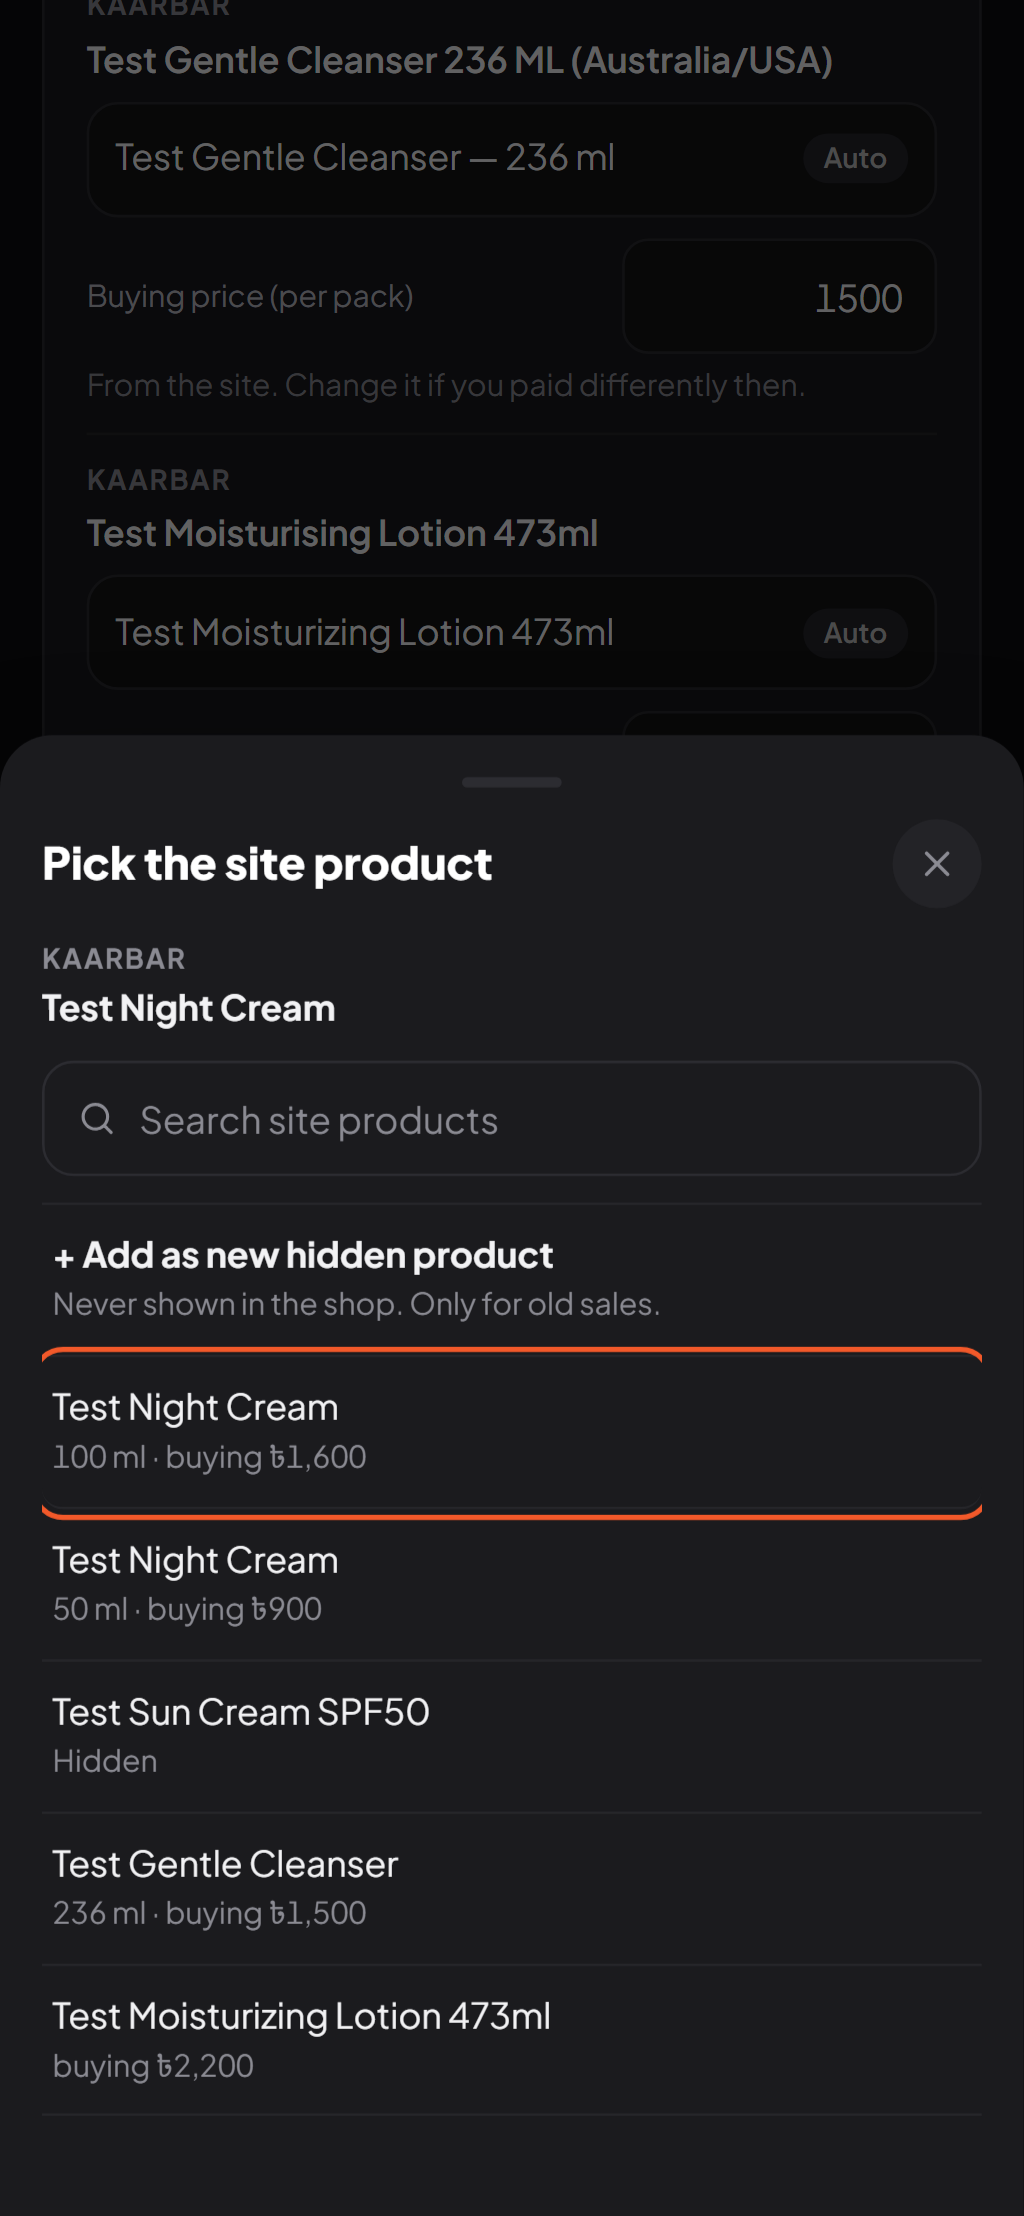 KAARBAR
Test Gentle Cleanser 236 ML (Australia/USA)
Test Gentle Cleanser — 236 ml
Auto
Buying price (per pack)
1500
From the site. Change it if you paid differently then.
KAARBAR
Test Moisturising Lotion 473ml
Test Moisturizing Lotion 473ml
Auto
Pick the site product
KAARBAR
Test Night Cream
Search site products
+ Add as new hidden product
Never shown in the shop. Only for old sales.
Test Night Cream
100 ml · buying ৳1,600
Test Night Cream
50 ml · buying ৳900
Test Sun Cream SPF50
Hidden
Test Gentle Cleanser
236 ml · buying ৳1,500
Test Moisturizing Lotion 473ml
buying ৳2,200